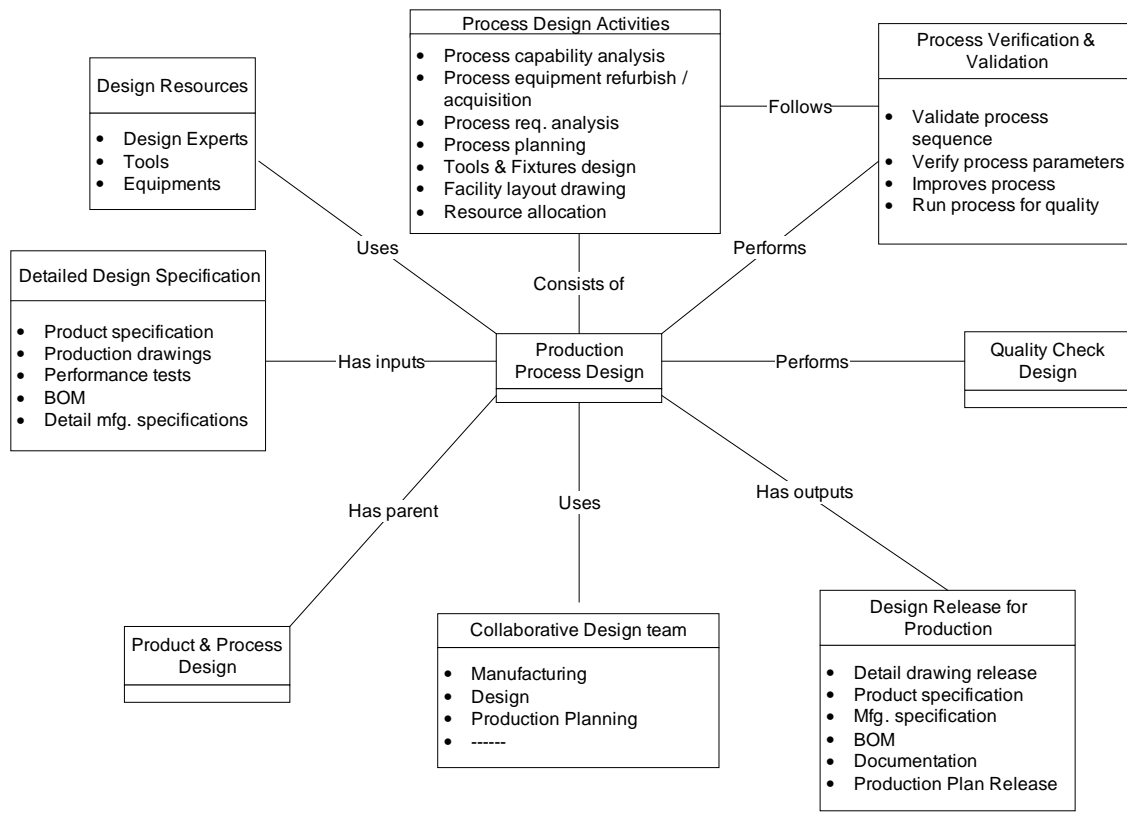 Process Design Activities
• Process capability analysis
• Process equipment refurbish /
acquisition
• Process req. analysis
• Process planning
• Tools & Fixtures design
• Facility layout drawing
• Resource allocation
Process Verification &
Validation
• Validate process
sequence
• Verify process parameters
• Improves process
• Run process for quality
Design Resources
• Design Experts
• Tools
• Equipments
Follows
Uses
Performs
Consists of
Detailed Design Specification
• Product specification
• Production drawings
• Performance tests
• BOM
• Detail mfg. specifications
Has inputs
Production
Process Design
Performs
Quality Check
Design
Has parent
Uses
Has outputs
Product & Process
Design
Collaborative Design team
• Manufacturing
• Design
• Production Planning
• ------
Design Release for
Production
• Detail drawing release
• Product specification
• Mfg. specification
• BOM
• Documentation
• Production Plan Release